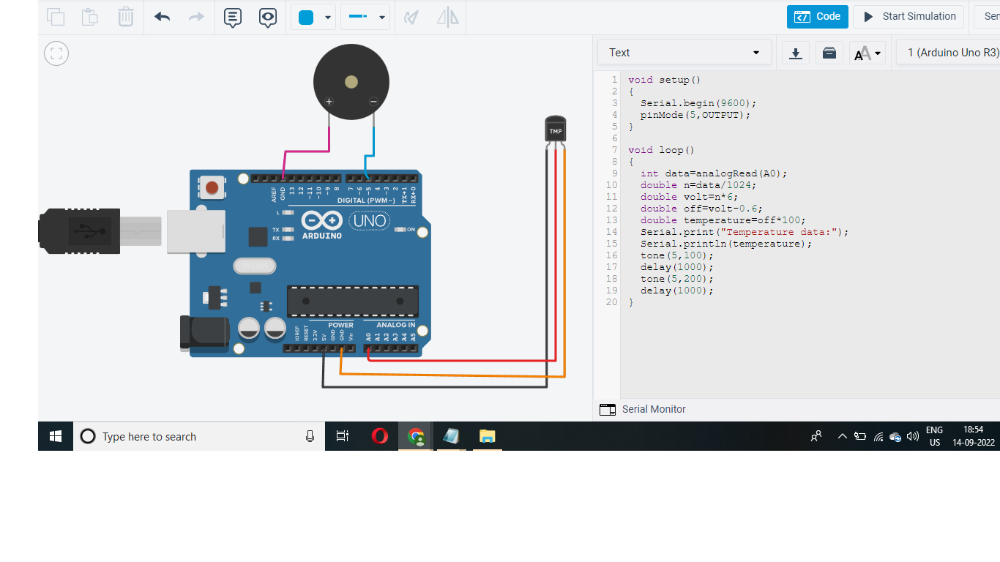 Code
Start Simulation
Sen
Text
AA
1 (Arduino Uno R3)
+
−
TMP
1 void setup()
2 {
3 Serial.begin(9600);
4 pinMode(5,OUTPUT);
5 }
6
7 void loop()
8 {
9 int data=analogRead(A0);
10 double n=data/1024;
11 double volt=n*6;
12 double off=volt-0.6;
13 double temperature=off*100;
14 Serial.print("Temperature data:");
15 Serial.println(temperature);
16 tone(5,100);
17 delay(1000);
18 tone(5,200);
19 delay(1000);
20 }
AREF GND 13 12 ~11 ~10 ~9 8 7 ~6 ~5 4 ~3 2 TX→1 RX←0
DIGITAL (PWM~)
L
TX
RX
UNO
ON
ARDUINO
POWER
ANALOG IN
IOREF RESET 3.3V 5V GND GND Vin A0 A1 A2 A3 A4 A5
Serial Monitor
Type here to search
ENG
US
18:54
14-09-2022